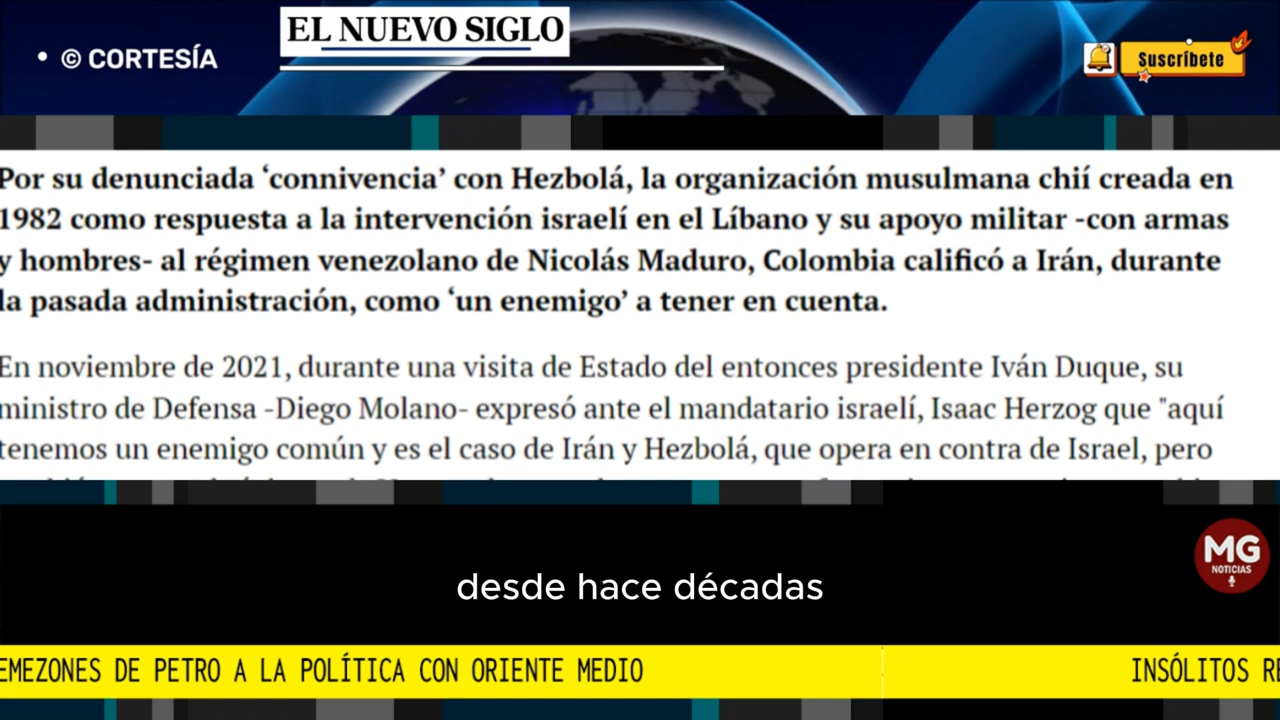 • © CORTESÍA
EL NUEVO SIGLO
Suscríbete
Por su denunciada ‘connivencia’ con Hezbolá, la organización musulmana chií creada en
1982 como respuesta a la intervención israelí en el Líbano y su apoyo militar -con armas
y hombres- al régimen venezolano de Nicolás Maduro, Colombia calificó a Irán, durante
la pasada administración, como ‘un enemigo’ a tener en cuenta.
En noviembre de 2021, durante una visita de Estado del entonces presidente Iván Duque, su
ministro de Defensa -Diego Molano- expresó ante el mandatario israelí, Isaac Herzog que "aquí
tenemos un enemigo común y es el caso de Irán y Hezbolá, que opera en contra de Israel, pero
MG
NOTICIAS
desde hace décadas
EMEZONES DE PETRO A LA POLÍTICA CON ORIENTE MEDIO
INSÓLITOS RE